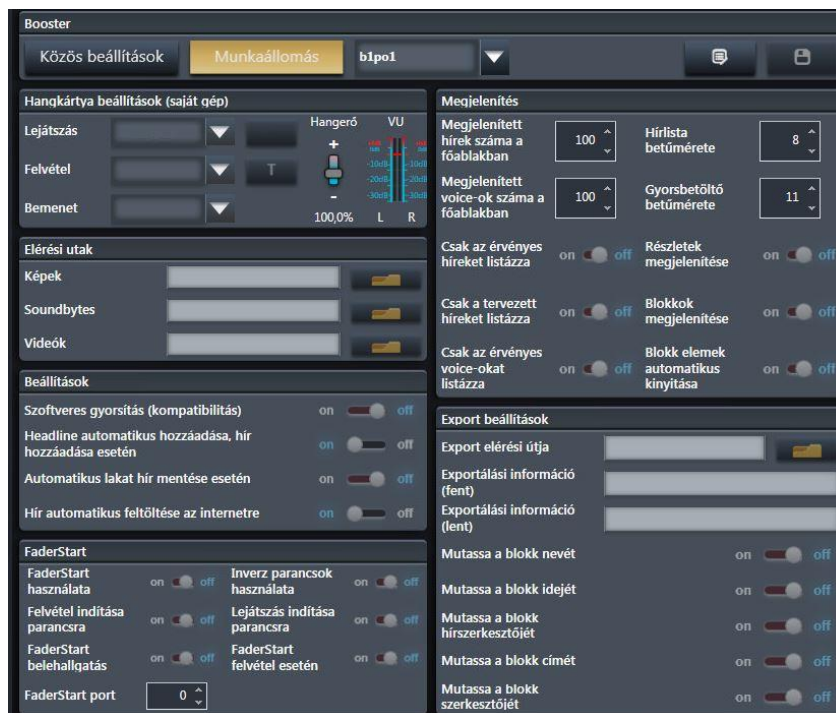 Booster
Közös beállítások
Munkaállomás
b1po1
Hangkártya beállítások (saját gép)
Lejátszás
Felvétel
T
Bemenet
Hangerő
+
-
100,0%
VU
-10dB
-10dB
-20dB
-20dB
-30dB
-30dB
L R
Elérési utak
Képek
Soundbytes
Videók
Beállítások
Szoftveres gyorsítás (kompatibilitás) on off
Headline automatikus hozzáadása, hír
hozzáadása esetén on off
Automatikus lakat hír mentése esetén on off
Hír automatikus feltöltése az internetre on off
FaderStart
FaderStart
használata on off
Inverz parancsok
használata on off
Felvétel indítása
parancsra on off
Lejátszás indítása
parancsra on off
FaderStart
belehallgatás on off
FaderStart
felvétel esetén on off
FaderStart port 0
Megjelenítés
Megjelenített
hírek száma a
főablakban
100
Hírlista
betűmérete
8
Megjelenített
voice-ok száma a
főablakban
100
Gyorsbetöltő
betűmérete
11
Csak az érvényes
híreket listázza on off
Részletek
megjelenítése on off
Csak a tervezett
híreket listázza on off
Blokkok
megjelenítése on off
Csak az érvényes
voice-okat
listázza
on off
Blokk elemek
automatikus
kinyitása
on off
Export beállítások
Export elérési útja
Exportálási információ
(fent)
Exportálási információ
(lent)
Mutassa a blokk nevét on off
Mutassa a blokk idejét on off
Mutassa a blokk
hírszerkesztőjét on off
Mutassa a blokk címét on off
Mutassa a blokk
szerkesztőjét on off